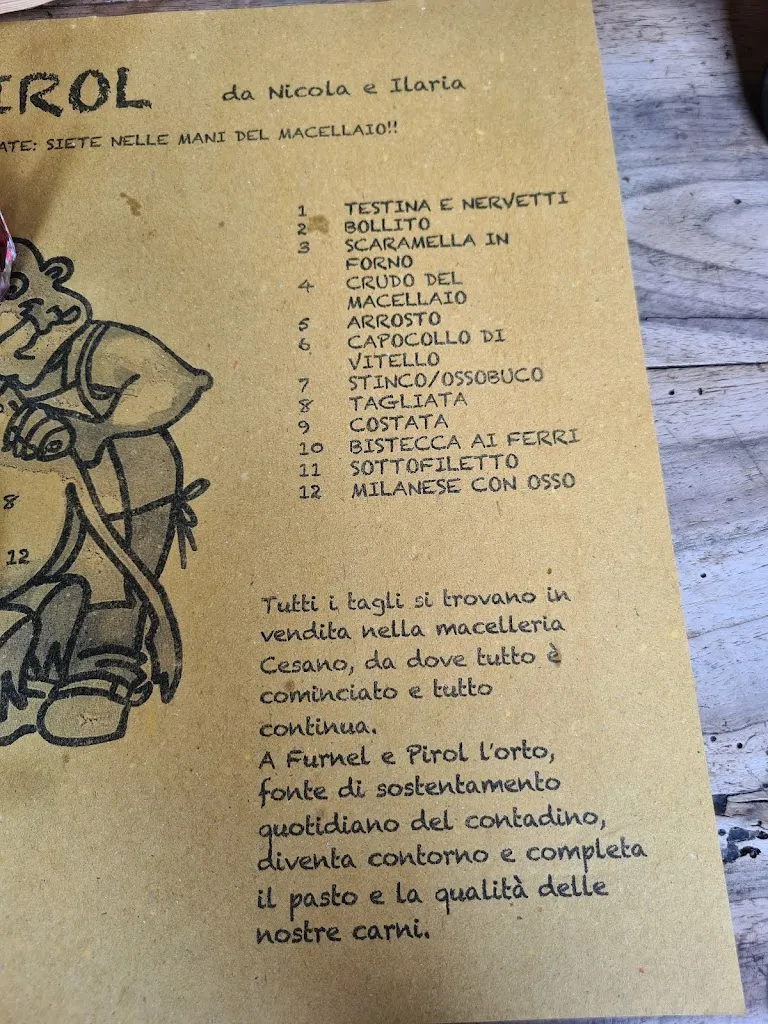 IROL da Nicola e Ilaria
ATE: SIETE NELLE MANI DEL MACELLAIO!!
1 TESTINA E NERVETTI
2 BOLLITO
3 SCARAMELLA IN
FORNO
4 CRUDO DEL
MACELLAIO
5 ARROSTO
6 CAPOCOLLO DI
VITELLO
7 STINCO/OSSOBUCO
8 TAGLIATA
9 COSTATA
10 BISTECCA AI FERRI
11 SOTTOFILETTO
12 MILANESE CON OSSO
8
12
Tutti i tagli si trovano in
vendita nella macelleria
Cesano, da dove tutto è
cominciato e tutto
continua.
A Furnel e Pirol l'orto,
fonte di sostentamento
quotidiano del contadino,
diventa contorno e completa
il pasto e la qualità delle
nostre carni.